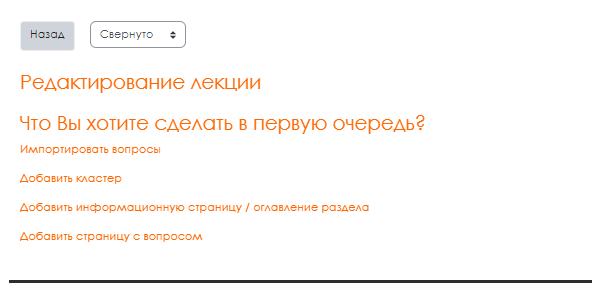 Назад
Свернуто
Редактирование лекции
Что Вы хотите сделать в первую очередь?
Импортировать вопросы
Добавить кластер
Добавить информационную страницу / оглавление раздела
Добавить страницу с вопросом